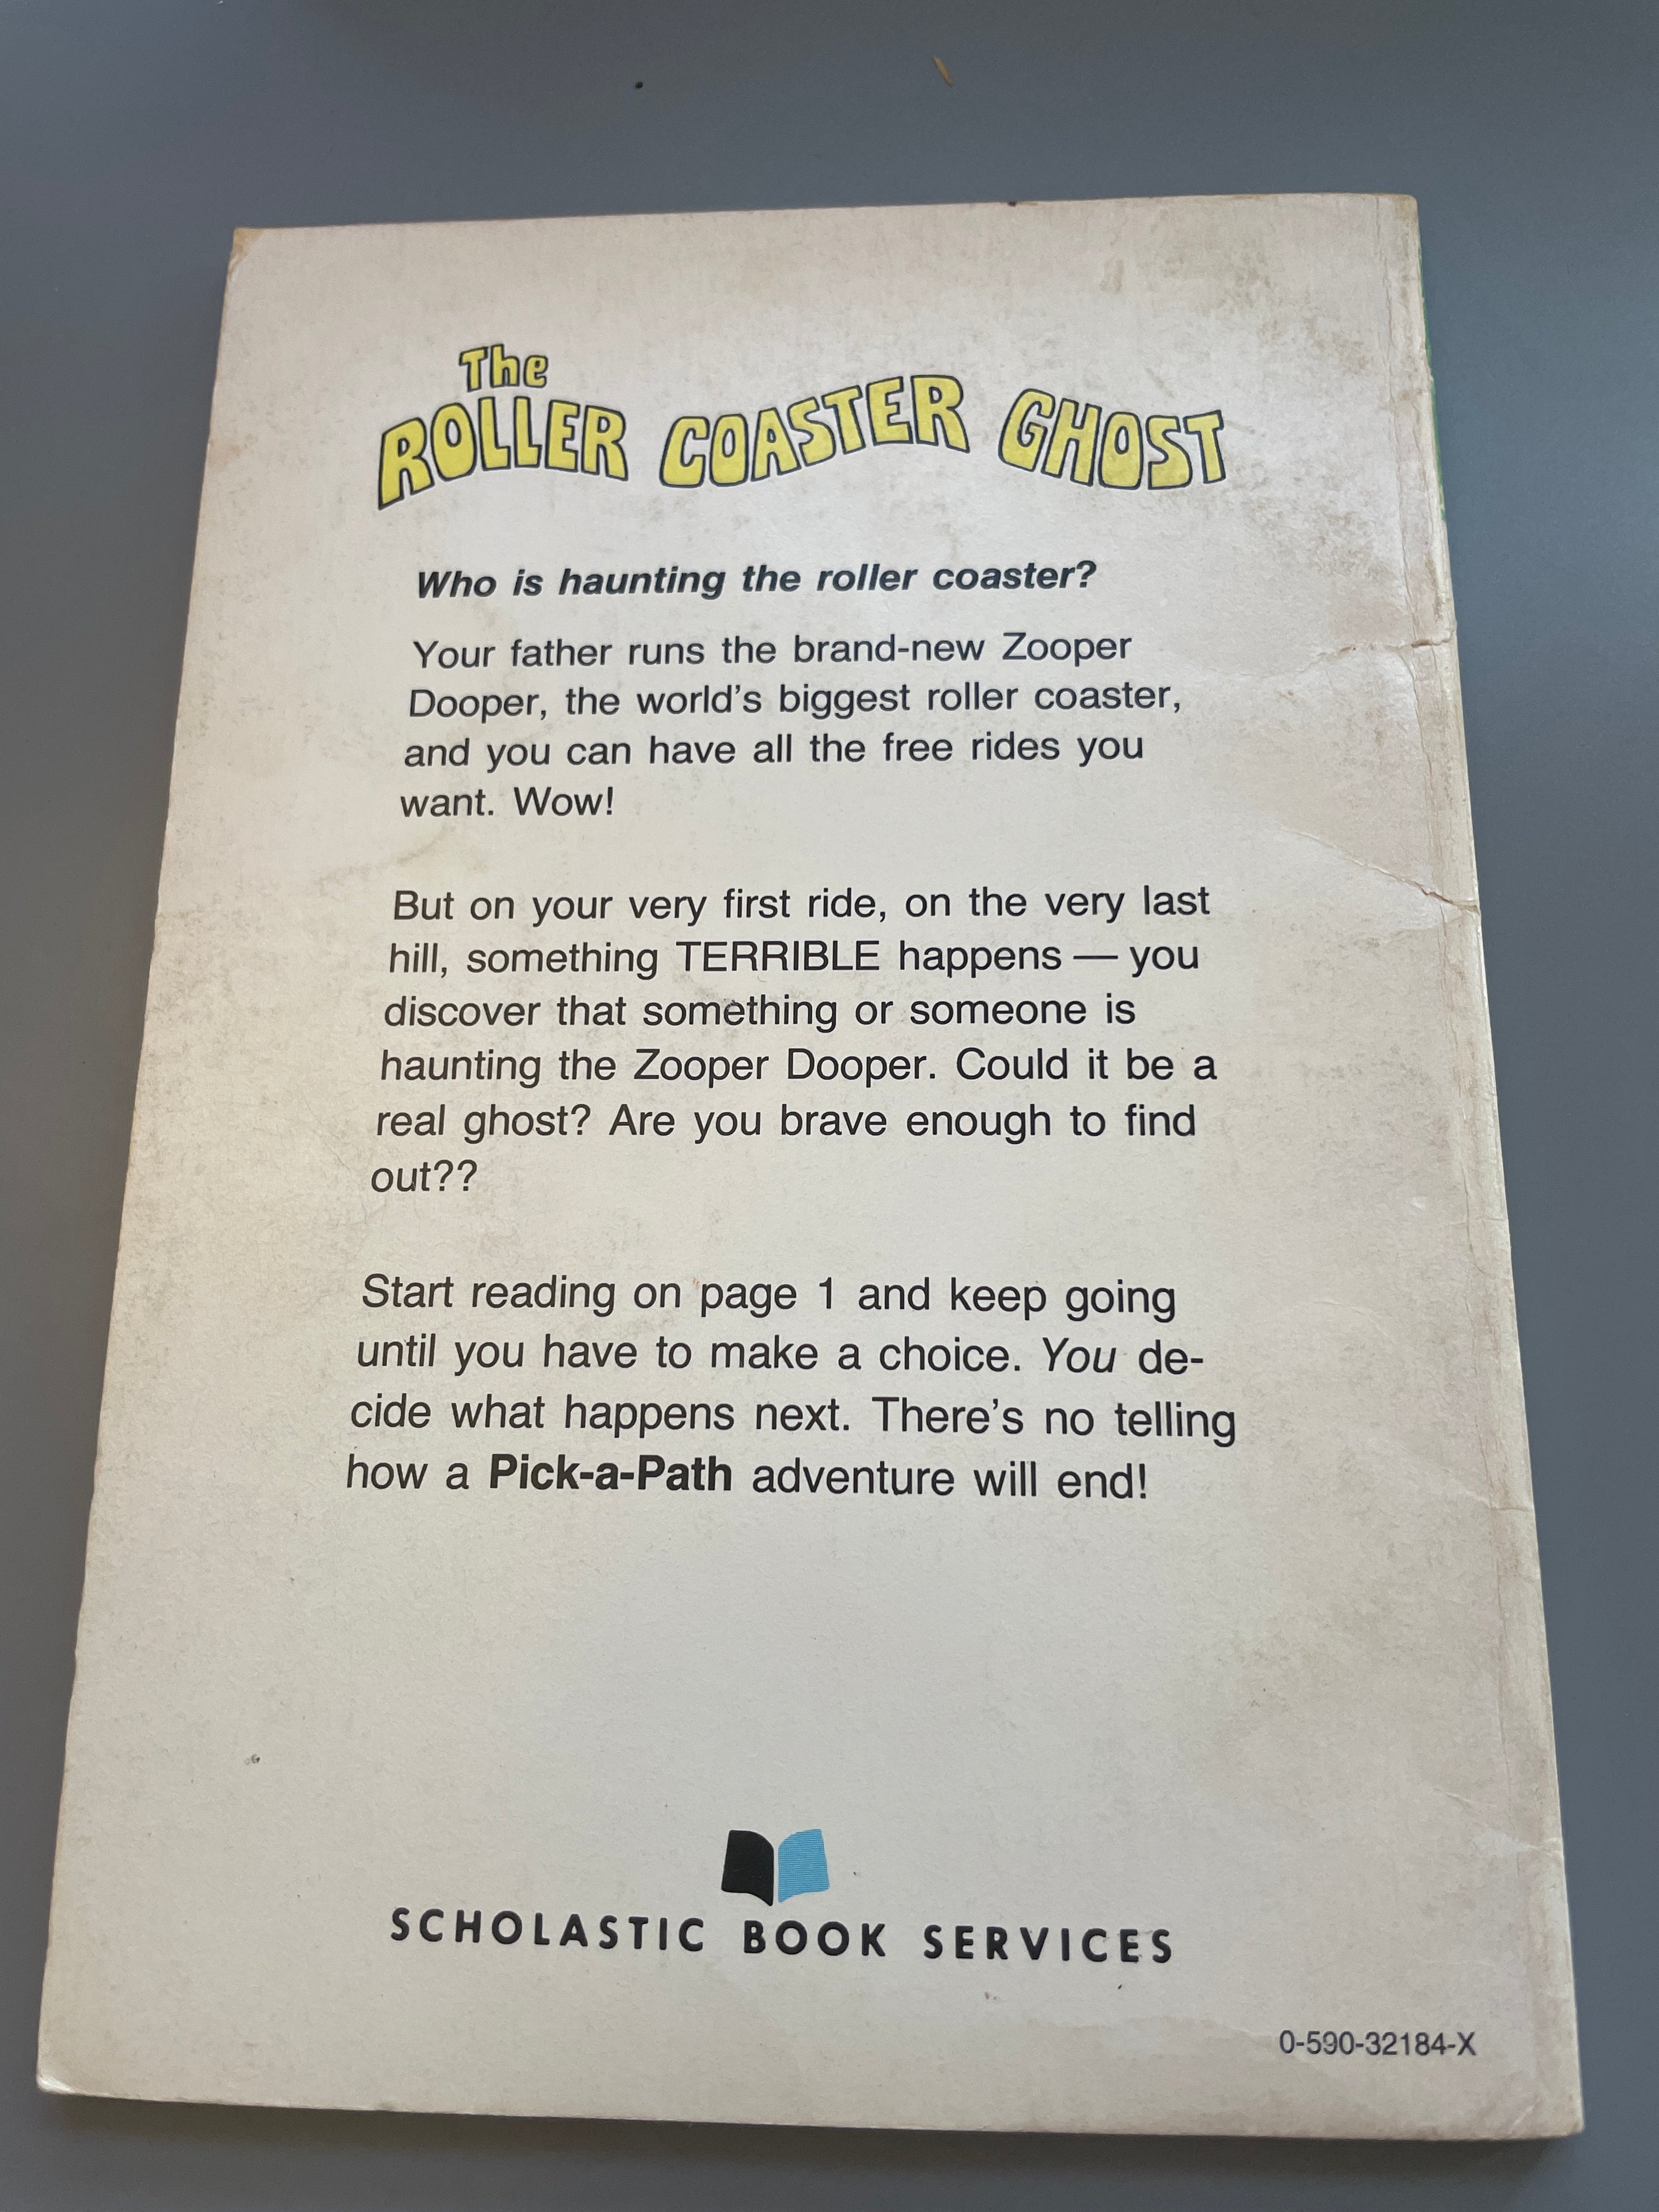 The
ROLLER COASTER GHOST
Who is haunting the roller coaster?
Your father runs the brand-new Zooper
Dooper, the world's biggest roller coaster,
and you can have all the free rides you
want. Wow!
But on your very first ride, on the very last
hill, something TERRIBLE happens — you
discover that something or someone is
haunting the Zooper Dooper. Could it be a
real ghost? Are you brave enough to find
out??
Start reading on page 1 and keep going
until you have to make a choice. You de-
cide what happens next. There's no telling
how a Pick-a-Path adventure will end!
SCHOLASTIC BOOK SERVICES
0-590-32184-X